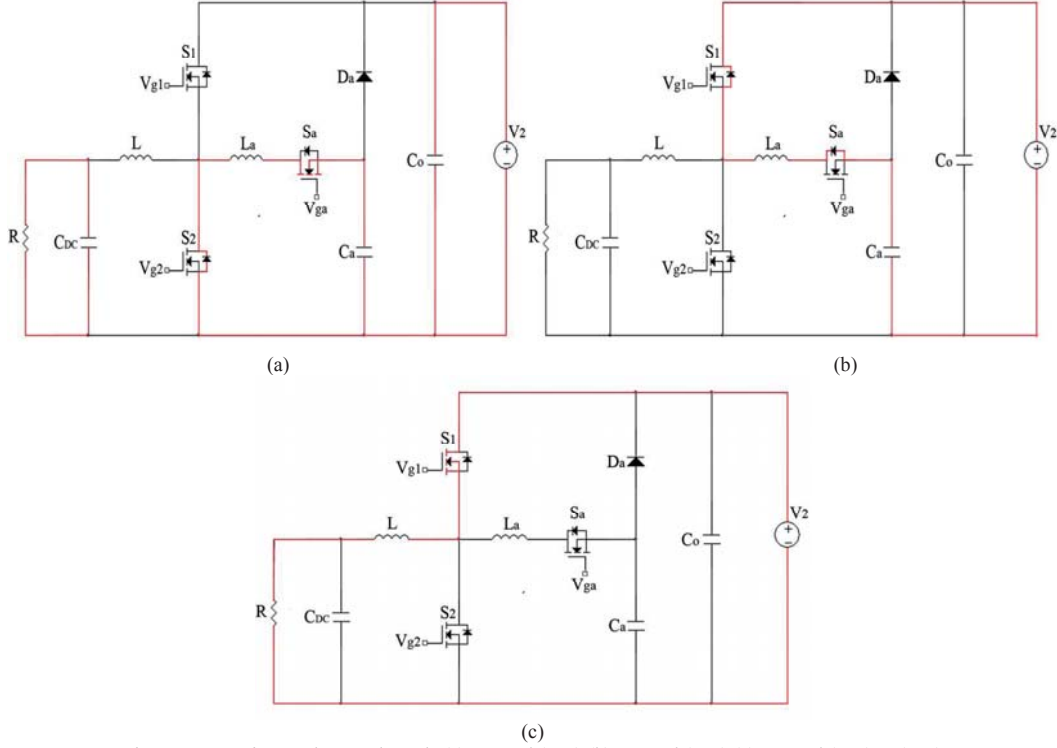 S1
Vg1
Da
V2
L
La
Sa
Co
Vga
R
CDC
S2
Vg2
Ca
(a)
S1
Vg1
Da
V2
L
La
Sa
Co
Vga
R
CDC
S2
Vg2
Ca
(b)
S1
Vg1
Da
V2
L
La
Sa
Co
Vga
R
CDC
S2
Vg2
Ca
(c)